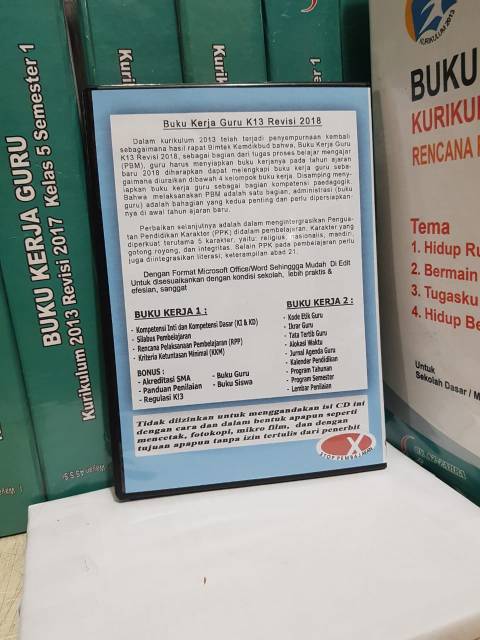 Buku Kerja Guru K13 Revisi 2018
Dalam kurikulum 2013 telah terjadi penyempurnaan kembali
sebagaimana hasil rapat Bimtek Kemdikbud bahwa, Buku Kerja Guru
K13 Revisi 2018, sebagai bagian dari tugas proses belajar mengajar
(PBM), guru harus menyiapkan buku kerjanya pada tahun ajaran
baru 2018 diharapkan dapat melengkapi buku kerja guru seba-
gaimana diuraikan dibawah 4 kelompok buku kerja. Disamping meny-
iapkan buku kerja guru sebagai bagian kompetensi paedagogik.
Bahwa melaksanakan PBM adalah satu bagian, administrasi (buku
guru) adalah bahagian yang kedua penting dan perlu dipersiapkan-
nya di awal tahun ajaran baru.
Perbaikan selanjutnya adalah dalam mengintergrasikan Pengua-
tan Pendidikan Karakter (PPK) didalam pembelajaran. Karakter yang
diperkuat terutama 5 karakter, yaitu: religius, nasionalis, mandiri,
gotong royong, dan integritas. Selain PPK pada pembelajaran perlu
juga diintegrasikan literasi; keterampilan abad 21.
Dengan Format Microsoft Office/Word Sehinggga Mudah Di Edit
Untuk disesuaikankan dengan kondisi sekolah, lebih praktis &
efesian, sanggat
BUKU KERJA 1 :
- Kompetensi Inti dan Kompetensi Dasar (KI & KD)
- Silabus Pembelajaran
- Rencana Pelaksanaan Pembelajaran (RPP)
- Kriteria Ketuntasan Minimal (KKM)
BONUS :
- Akreditasi SMA
- Panduan Penilaian
- Regulasi K13
- Buku Guru
- Buku Siswa
BUKU KERJA 2 :
- Kode Etik Guru
- Ikrar Guru
- Tata Tertib Guru
- Alokasi Waktu
- Jurnal Agenda Guru
- Kalender Pendidikan
- Program Tahunan
- Program Semester
- Lembar Penilaian
Tidak diizinkan untuk menggandakan isi CD ini
dengan cara dan dalam bentuk apapun seperti
mencetak, fotokopi, mikro film, dan dengan
tujuan apapun tanpa izin tertulis dari penerbit
X
STOP PEMBAJAKAN
BUKU KERJA GURU
Kurikulum 2013 Revisi 2017 Kelas 5 Semester 1
ster 1
KURIKULUM 2013
BUKU
KURIKU
RENCANA
Tema
1. Hidup Ru
2. Bermain
3. Tugasku
4. Hidup Be
Untuk
Sekolah Dasar / M